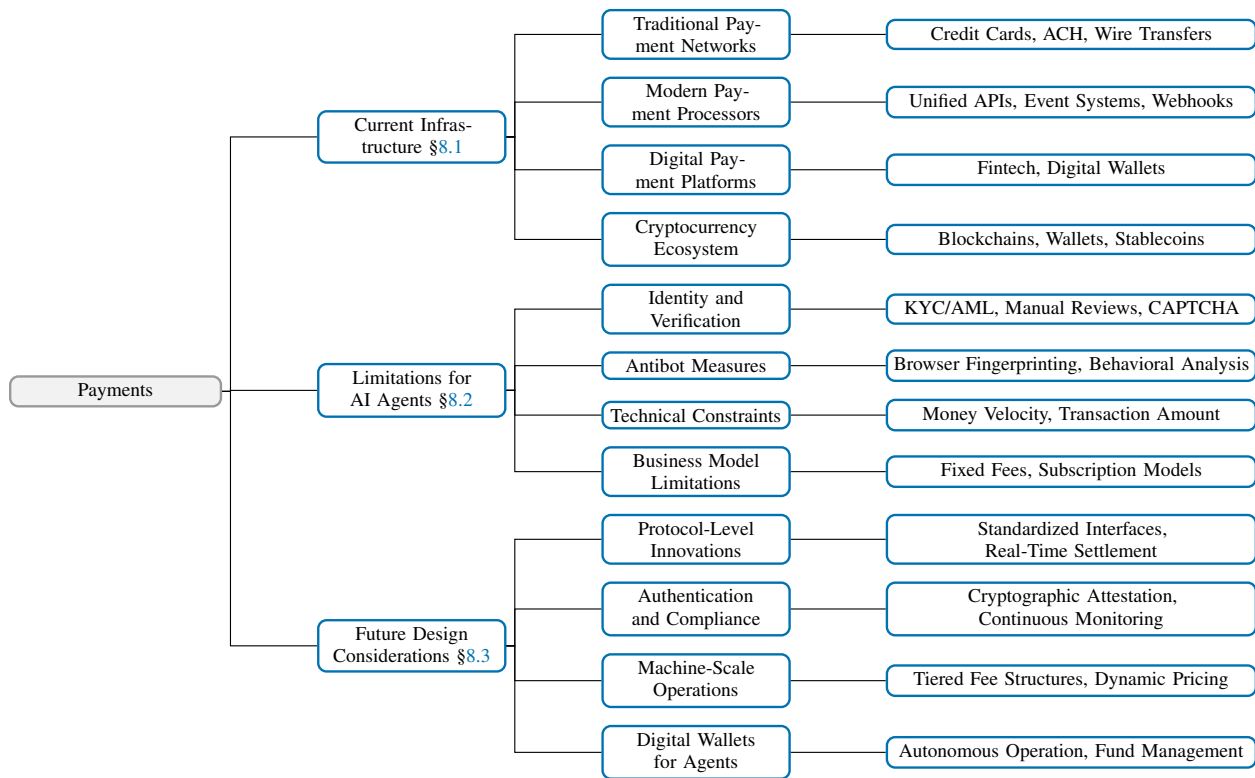 Payments
Current Infras-
tructure §8.1
Traditional Pay-
ment Networks
Credit Cards, ACH, Wire Transfers
Modern Pay-
ment Processors
Unified APIs, Event Systems, Webhooks
Digital Pay-
ment Platforms
Fintech, Digital Wallets
Cryptocurrency
Ecosystem
Blockchains, Wallets, Stablecoins
Limitations for
AI Agents §8.2
Identity and
Verification
KYC/AML, Manual Reviews, CAPTCHA
Antibot Measures
Browser Fingerprinting, Behavioral Analysis
Technical Constraints
Money Velocity, Transaction Amount
Business Model
Limitations
Fixed Fees, Subscription Models
Future Design
Considerations §8.3
Protocol-Level
Innovations
Standardized Interfaces,
Real-Time Settlement
Authentication
and Compliance
Cryptographic Attestation,
Continuous Monitoring
Machine-Scale
Operations
Tiered Fee Structures, Dynamic Pricing
Digital Wallets
for Agents
Autonomous Operation, Fund Management